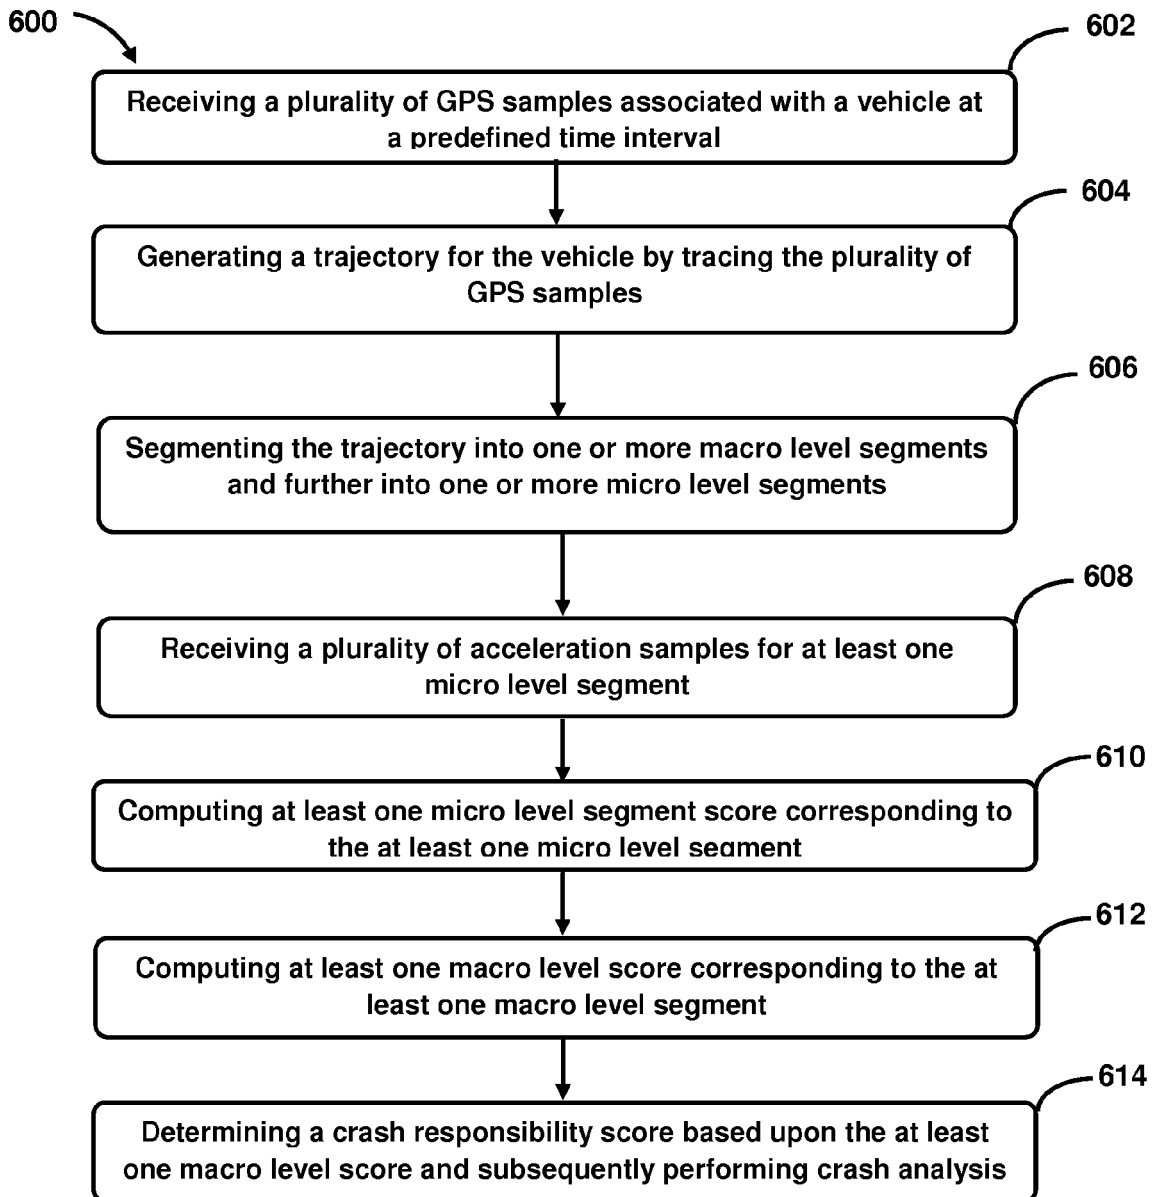 600
602
Receiving a plurality of GPS samples associated with a vehicle at
a predefined time interval
604
Generating a trajectory for the vehicle by tracing the plurality of
GPS samples
606
Segmenting the trajectory into one or more macro level segments
and further into one or more micro level segments
608
Receiving a plurality of acceleration samples for at least one
micro level segment
610
Computing at least one micro level segment score corresponding to
the at least one micro level segment
612
Computing at least one macro level score corresponding to the at
least one macro level segment
614
Determining a crash responsibility score based upon the at least
one macro level score and subsequently performing crash analysis